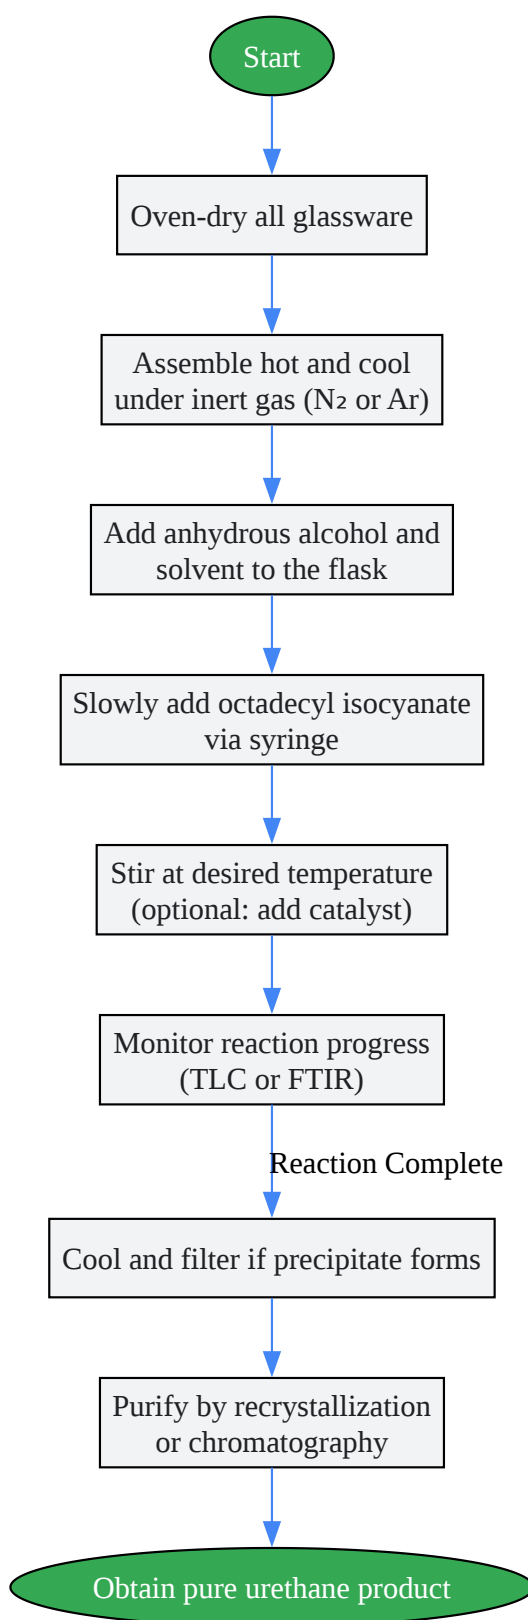 Start
Oven-dry all glassware
Assemble hot and cool
under inert gas (N₂ or Ar)
Add anhydrous alcohol and
solvent to the flask
Slowly add octadecyl isocyanate
via syringe
Stir at desired temperature
(optional: add catalyst)
Monitor reaction progress
(TLC or FTIR)
Reaction Complete
Cool and filter if precipitate forms
Purify by recrystallization
or chromatography
Obtain pure urethane product